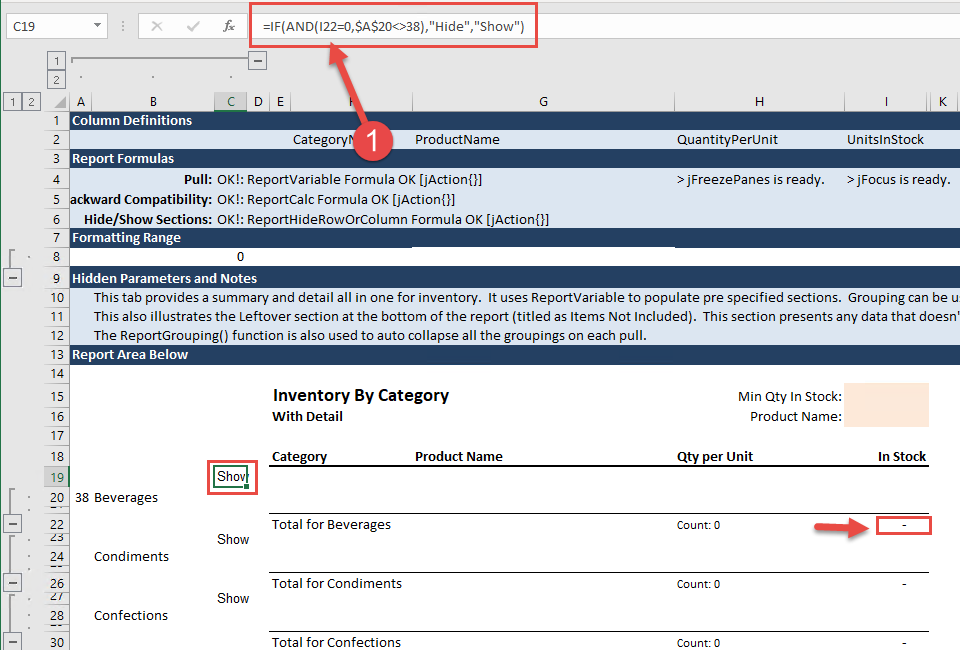 C19 fx =IF(AND(I22=0,$A$20<>38),"Hide","Show")
1
2
1 2 A B C D E G H I K
1
1 Column Definitions
2 ProductName QuantityPerUnit UnitsInStock
3 Report Formulas
4 Pull: OK!: ReportVariable Formula OK [jAction{}] > jFreezePanes is ready. > jFocus is ready.
5 ackward Compatibility: OK!: ReportCalc Formula OK [jAction{}]
6 Hide/Show Sections: OK!: ReportHideRowOrColumn Formula OK [jAction{}]
7 Formatting Range
8 0
9 Hidden Parameters and Notes
10 This tab provides a summary and detail all in one for inventory. It uses ReportVariable to populate pre specified sections. Grouping can be u
11 This also illustrates the Leftover section at the bottom of the report (titled as Items Not Included). This section presents any data that doesn'
12 The ReportGrouping() function is also used to auto collapse all the groupings on each pull.
13 Report Area Below
14
15 Inventory By Category Min Qty In Stock:
16 With Detail Product Name:
17
18 Category Product Name Qty per Unit In Stock
19 Show
20 38 Beverages
22 Total for Beverages Count: 0 -
23 Show
24 Condiments
26 Total for Condiments Count: 0 -
27 Show
28 Confections
30 Total for Confections Count: 0 -